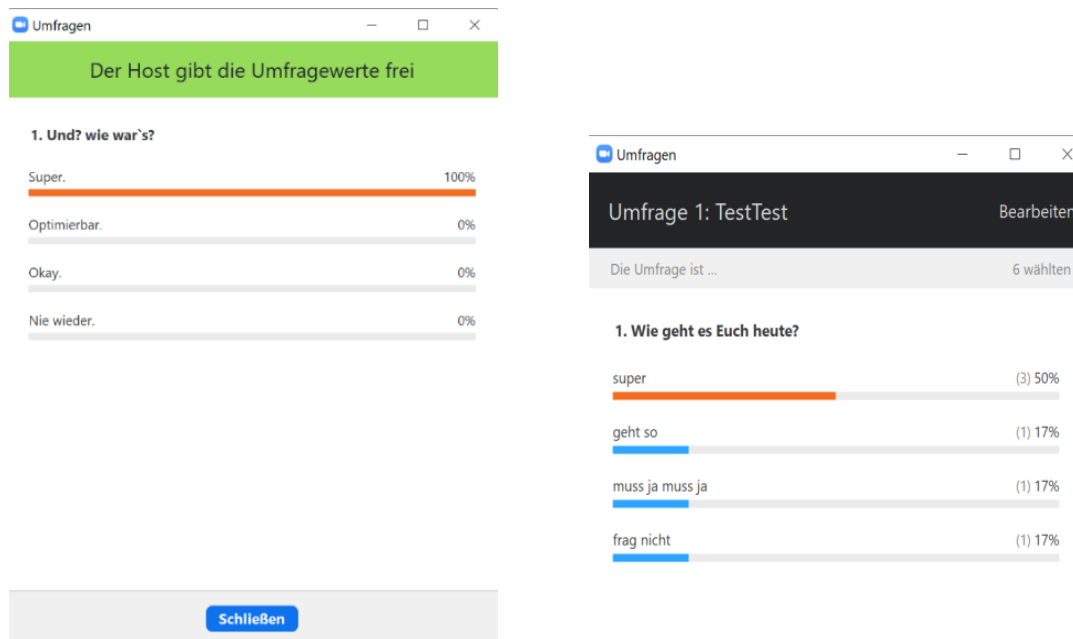 Umfragen
Der Host gibt die Umfragewerte frei
1. Und? wie war`s?
Super. 100%
Optimierbar. 0%
Okay. 0%
Nie wieder. 0%
Schließen
Umfragen
Umfrage 1: TestTest Bearbeiten
Die Umfrage ist ... 6 wählten
1. Wie geht es Euch heute?
super (3) 50%
geht so (1) 17%
muss ja muss ja (1) 17%
frag nicht (1) 17%